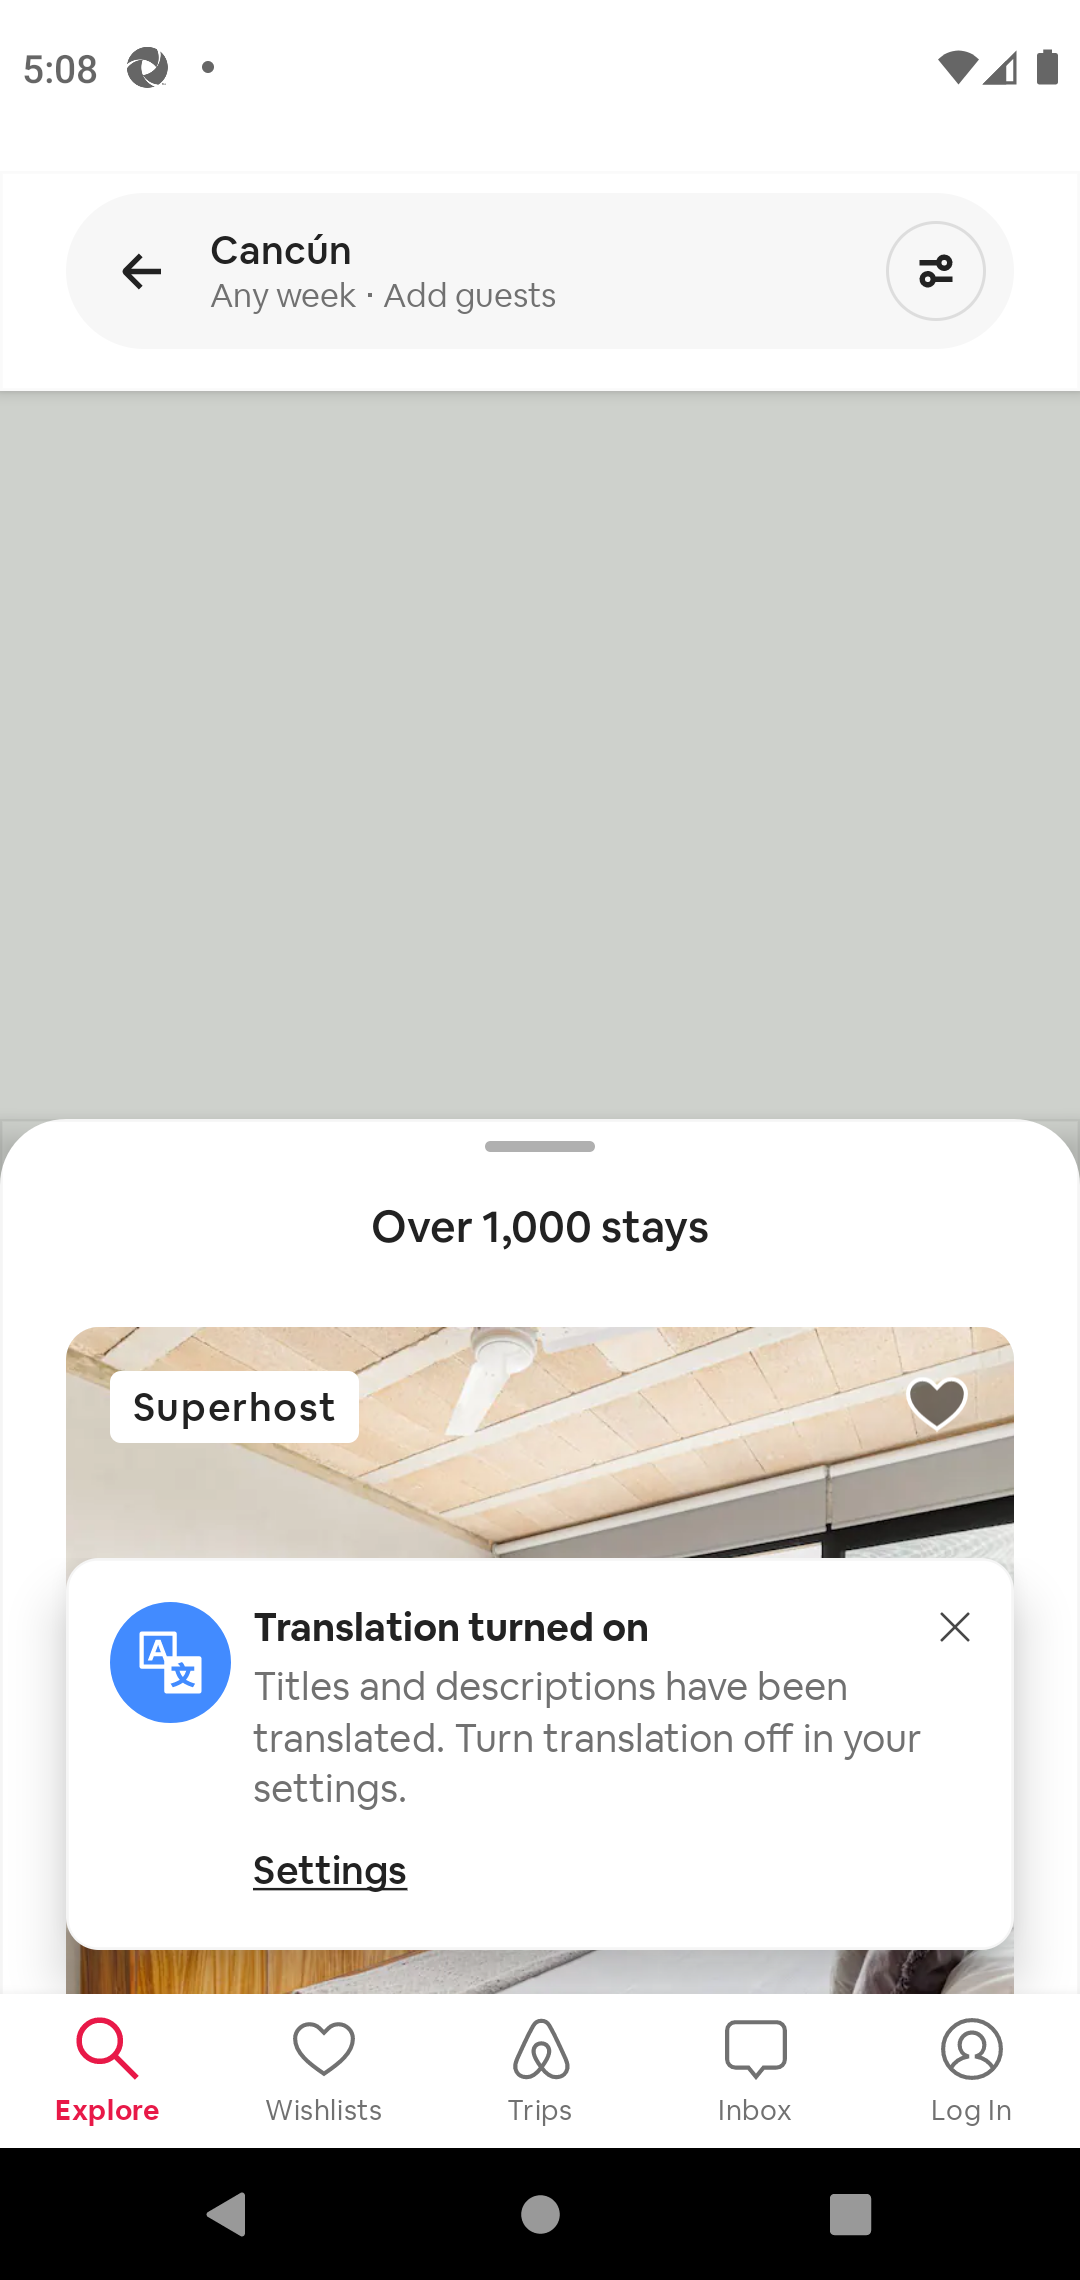 5:08
Cancún
Any week · Add guests
Over 1,000 stays
Superhost
Translation turned on
Titles and descriptions have been
translated. Turn translation off in your
settings.
Settings
Explore
Wishlists
Trips
Inbox
Log In